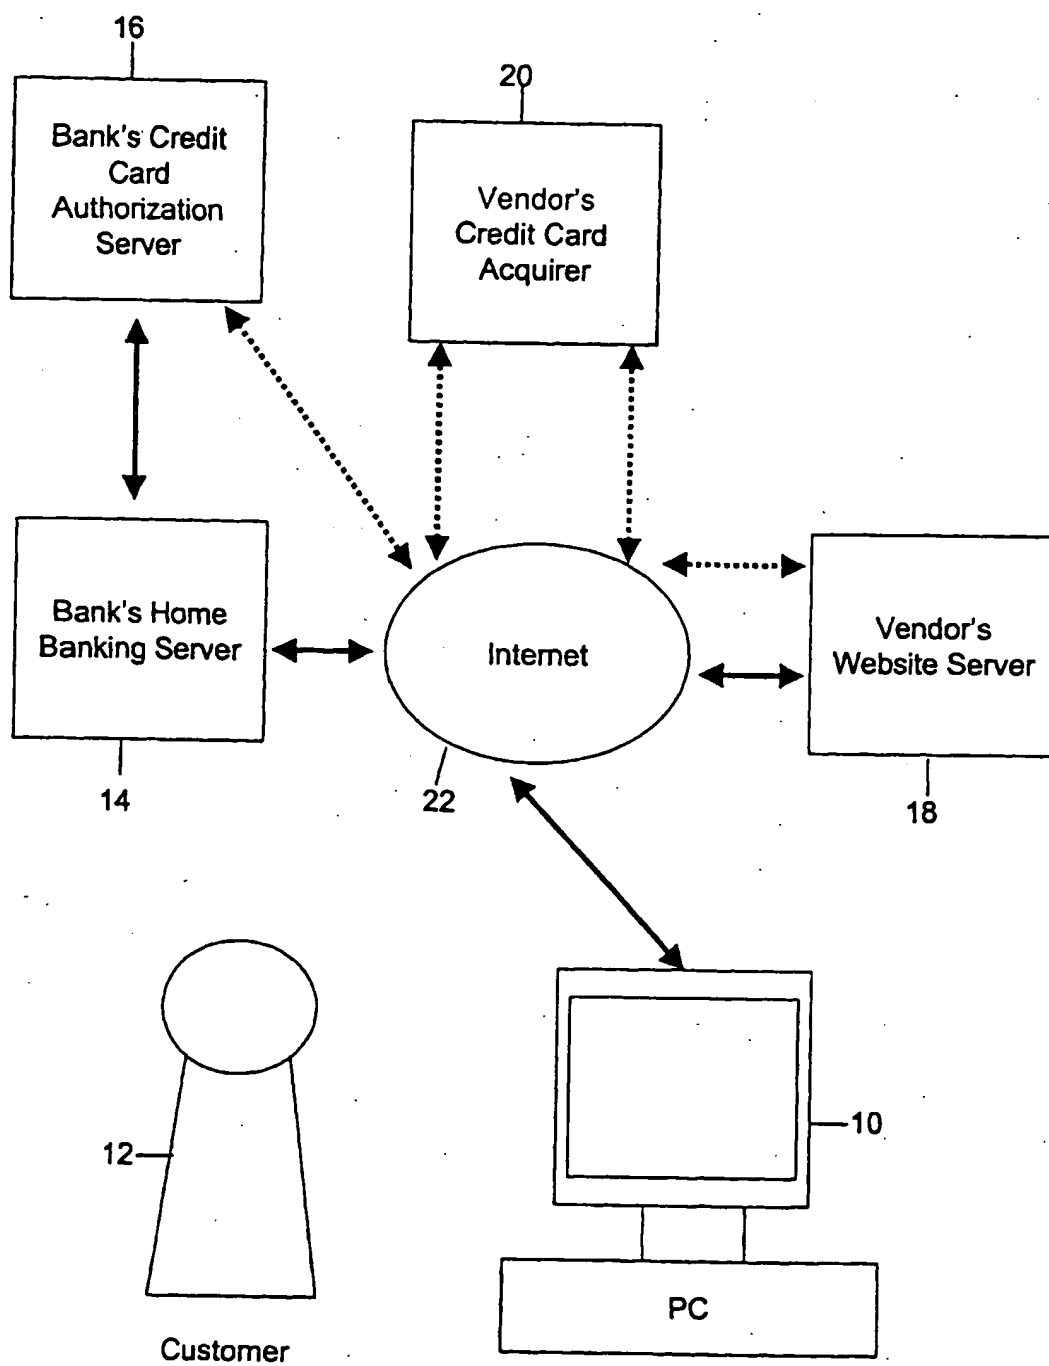 16
Bank's Credit
Card
Authorization
Server
20
Vendor's
Credit Card
Acquirer
Bank's Home
Banking Server
Internet
Vendor's
Website Server
14
22
18
12
10
PC
Customer